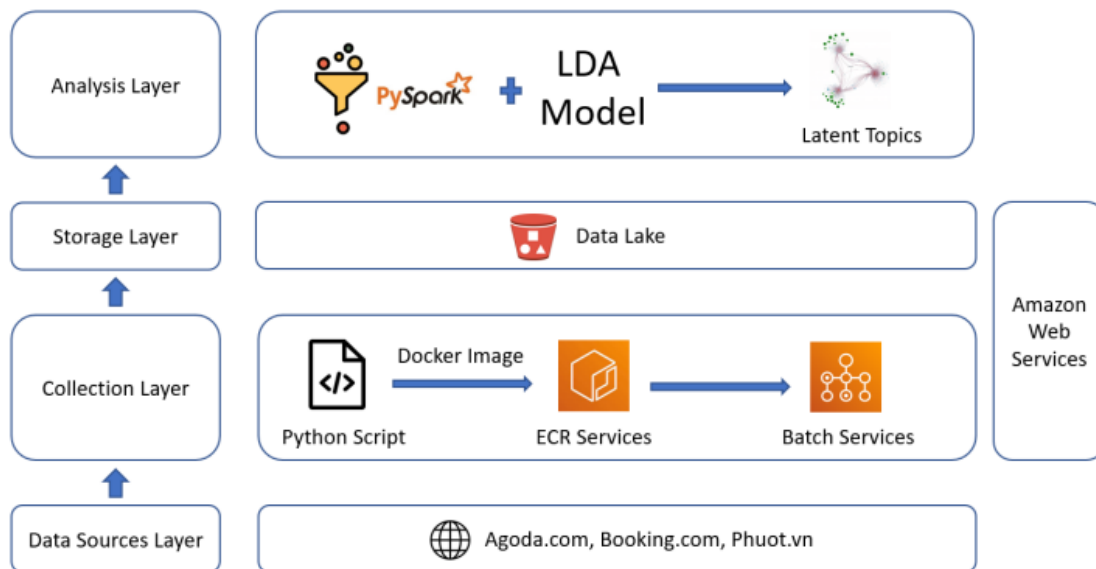 Analysis Layer
PySpark
LDA
Model
Latent Topics
Storage Layer
Data Lake
Amazon
Web
Services
Collection Layer
Docker Image
</>
Python Script
ECR Services
Batch Services
Data Sources Layer
Agoda.com, Booking.com, Phuot.vn